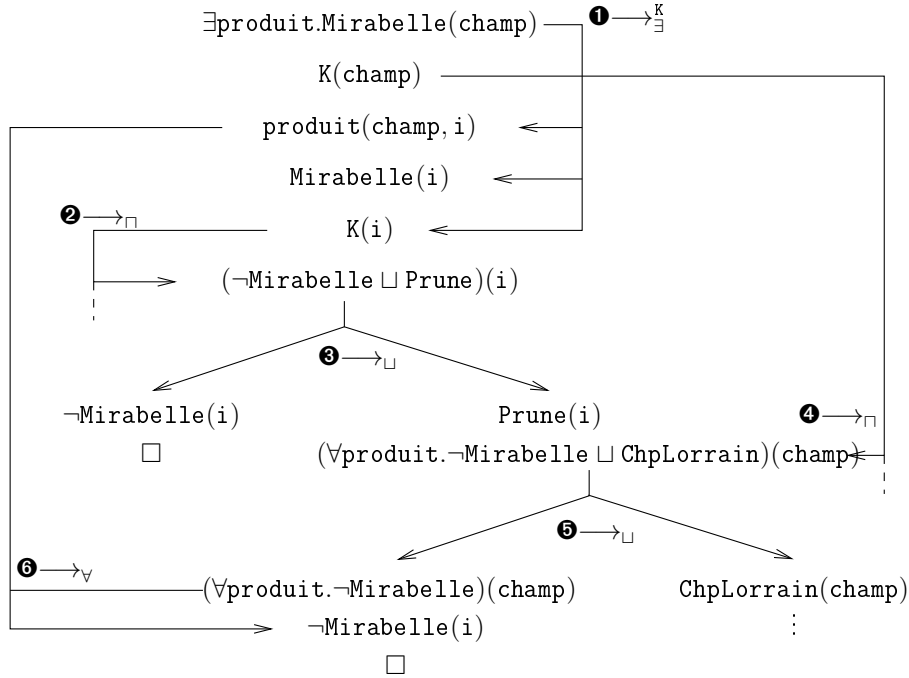 ∃produit.Mirabelle(champ) ❶ ⟶ᴷ∃
K(champ)
produit(champ, i)
Mirabelle(i)
❷ ⟶⊓
K(i)
(¬Mirabelle ⊔ Prune)(i)
❸ ⟶⊔
¬Mirabelle(i)
□
Prune(i)
❹ ⟶⊓
(∀produit.¬Mirabelle ⊔ ChpLorrain)(champ)
❺ ⟶⊔
❻ ⟶∀
(∀produit.¬Mirabelle)(champ)
ChpLorrain(champ)
¬Mirabelle(i)
⋮
□